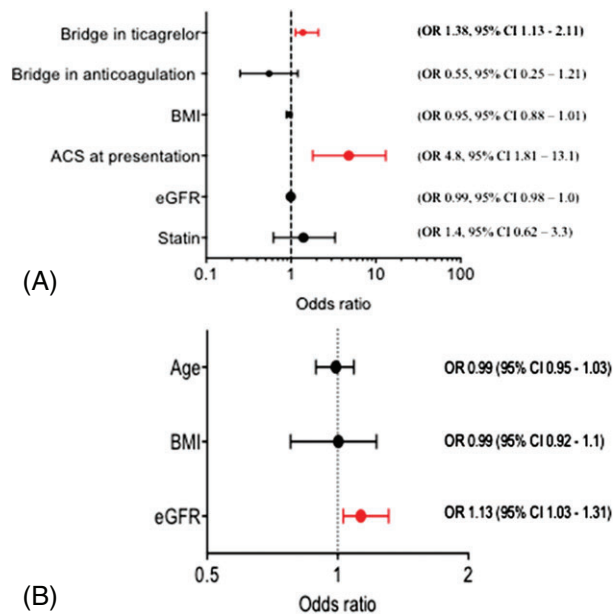 Bridge in ticagrelor (OR 1.38, 95% CI 1.13 - 2.11)
Bridge in anticoagulation (OR 0.55, 95% CI 0.25 – 1.21)
BMI (OR 0.95, 95% CI 0.88 – 1.01)
ACS at presentation (OR 4.8, 95% CI 1.81 – 13.1)
eGFR (OR 0.99, 95% CI 0.98 – 1.0)
Statin (OR 1.4, 95% CI 0.62 – 3.3)
0.1 1 10 100
(A)
Odds ratio
Age OR 0.99 (95% CI 0.95 - 1.03)
BMI OR 0.99 (95% CI 0.92 - 1.1)
eGFR OR 1.13 (95% CI 1.03 - 1.31)
0.5 1 2
(B)
Odds ratio